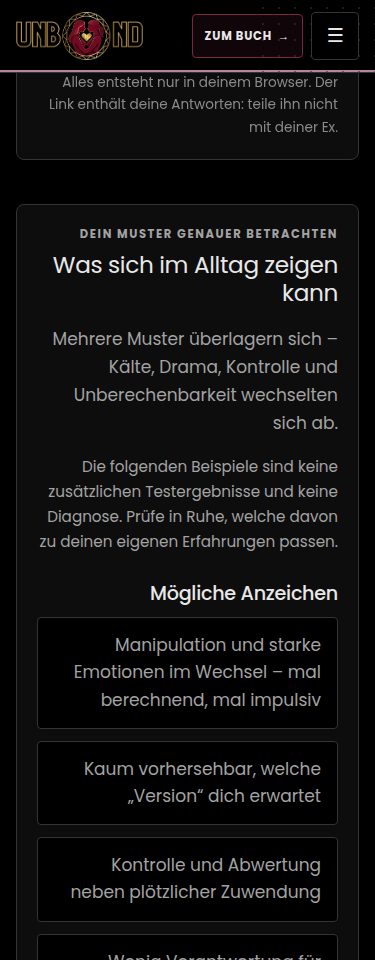 UNBOND
ZUM BUCH →
Alles entsteht nur in deinem Browser. Der
Link enthält deine Antworten: teile ihn nicht
mit deiner Ex.
DEIN MUSTER GENAUER BETRACHTEN
Was sich im Alltag zeigen
kann
Mehrere Muster überlagern sich –
Kälte, Drama, Kontrolle und
Unberechenbarkeit wechselten
sich ab.
Die folgenden Beispiele sind keine
zusätzlichen Testergebnisse und keine
Diagnose. Prüfe in Ruhe, welche davon
zu deinen eigenen Erfahrungen passen.
Mögliche Anzeichen
Manipulation und starke
Emotionen im Wechsel – mal
berechnend, mal impulsiv
Kaum vorhersehbar, welche
„Version“ dich erwartet
Kontrolle und Abwertung
neben plötzlicher Zuwendung
Wenig Verantwortung für